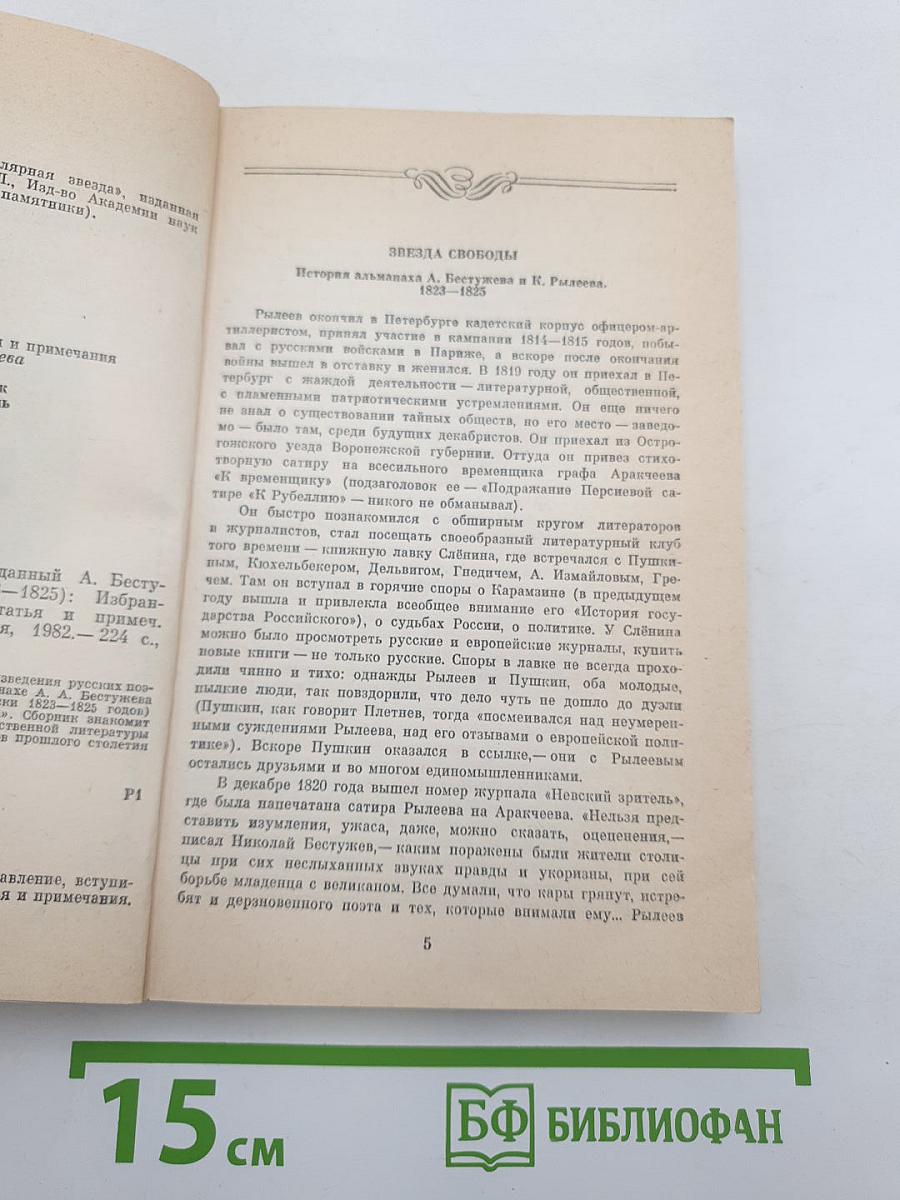 лярная звезда», изданная
Л., Изд-во Академии наук
памятники).
и примечания
ева
к
ль
данный А. Бесту-
—1825): Избран-
татья и примеч.
я, 1982.— 224 с.,
изведения русских поэ-
нахе А. А. Бестужева
ски 1823—1825 годов)
». Сборник знакомит
ственной литературы
ов прошлого столетия
Р1
авление, вступи-
я и примечания.
ЗВЕЗДА СВОБОДЫ
История альманаха А. Бестужева и К. Рылеева.
1823—1825
Рылеев окончил в Петербурге кадетский корпус офицером-ар-
тиллеристом, принял участие в кампании 1814—1815 годов, побы-
вал с русскими войсками в Париже, а вскоре после окончания
войны вышел в отставку и женился. В 1819 году он приехал в Пе-
тербург с жаждой деятельности — литературной, общественной,
с пламенными патриотическими устремлениями. Он еще ничего
не знал о существовании тайных обществ, но его место — заведо-
мо — было там, среди будущих декабристов. Он приехал из Остро-
гожского уезда Воронежской губернии. Оттуда он привез стихо-
творную сатиру на всесильного временщика графа Аракчеева
«К временщику» (подзаголовок ее — «Подражание Персиевой са-
тире «К Рубеллию» — никого не обманывал).
Он быстро познакомился с обширным кругом литераторов
и журналистов, стал посещать своеобразный литературный клуб
того времени — книжную лавку Слёнина, где встречался с Пушки-
ным, Кюхельбекером, Дельвигом, Гнедичем, А. Измайловым, Гре-
чем. Там он вступал в горячие споры о Карамзине (в предыдущем
году вышла и привлекла всеобщее внимание его «История госу-
дарства Российского»), о судьбах России, о политике. У Слёнина
можно было просмотреть русские и европейские журналы, купить
новые книги — не только русские. Споры в лавке не всегда прохо-
дили чинно и тихо: однажды Рылеев и Пушкин, оба молодые,
пылкие люди, так повздорили, что дело чуть не дошло до дуэли
(Пушкин, как говорит Плетнев, тогда «посмеивался над неумерен-
ными суждениями Рылеева, над его отзывами о европейской поли-
тике»). Вскоре Пушкин оказался в ссылке,— они с Рылеевым
остались друзьями и во многом единомышленниками.
В декабре 1820 года вышел номер журнала «Невский зритель»,
где была напечатана сатира Рылеева на Аракчеева. «Нельзя пред-
ставить изумления, ужаса, даже, можно сказать, оцепенения,—
писал Николай Бестужев,— каким поражены были жители столи-
цы при сих неслыханных звуках правды и укоризны, при сей
борьбе младенца с великаном. Все думали, что кары грянут, истре-
бят и дерзновенного поэта и тех, которые внимали ему... Рылеев
5
15 см
БФ БИБЛИОФАН